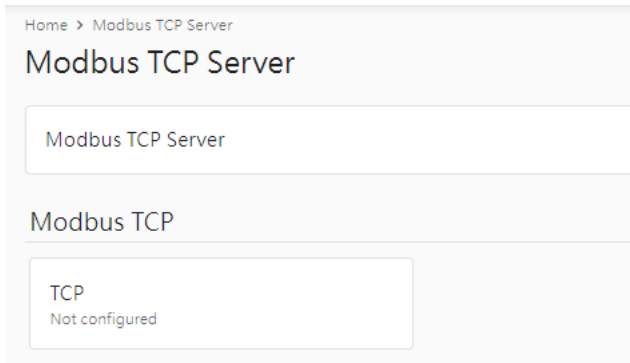 Home > Modbus TCP Server
Modbus TCP Server
Modbus TCP Server
Modbus TCP
TCP
Not configured